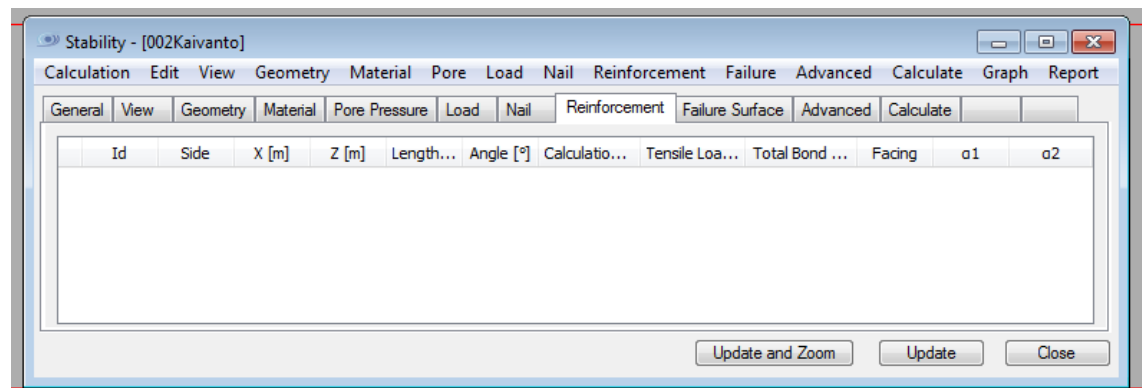 Stability - [002Kaivanto]
Calculation Edit View Geometry Material Pore Load Nail Reinforcement Failure Advanced Calculate Graph Report
General View Geometry Material Pore Pressure Load Nail Reinforcement Failure Surface Advanced Calculate
Id Side X [m] Z [m] Length... Angle [º] Calculatio... Tensile Loa... Total Bond ... Facing α1 α2
Update and Zoom Update Close